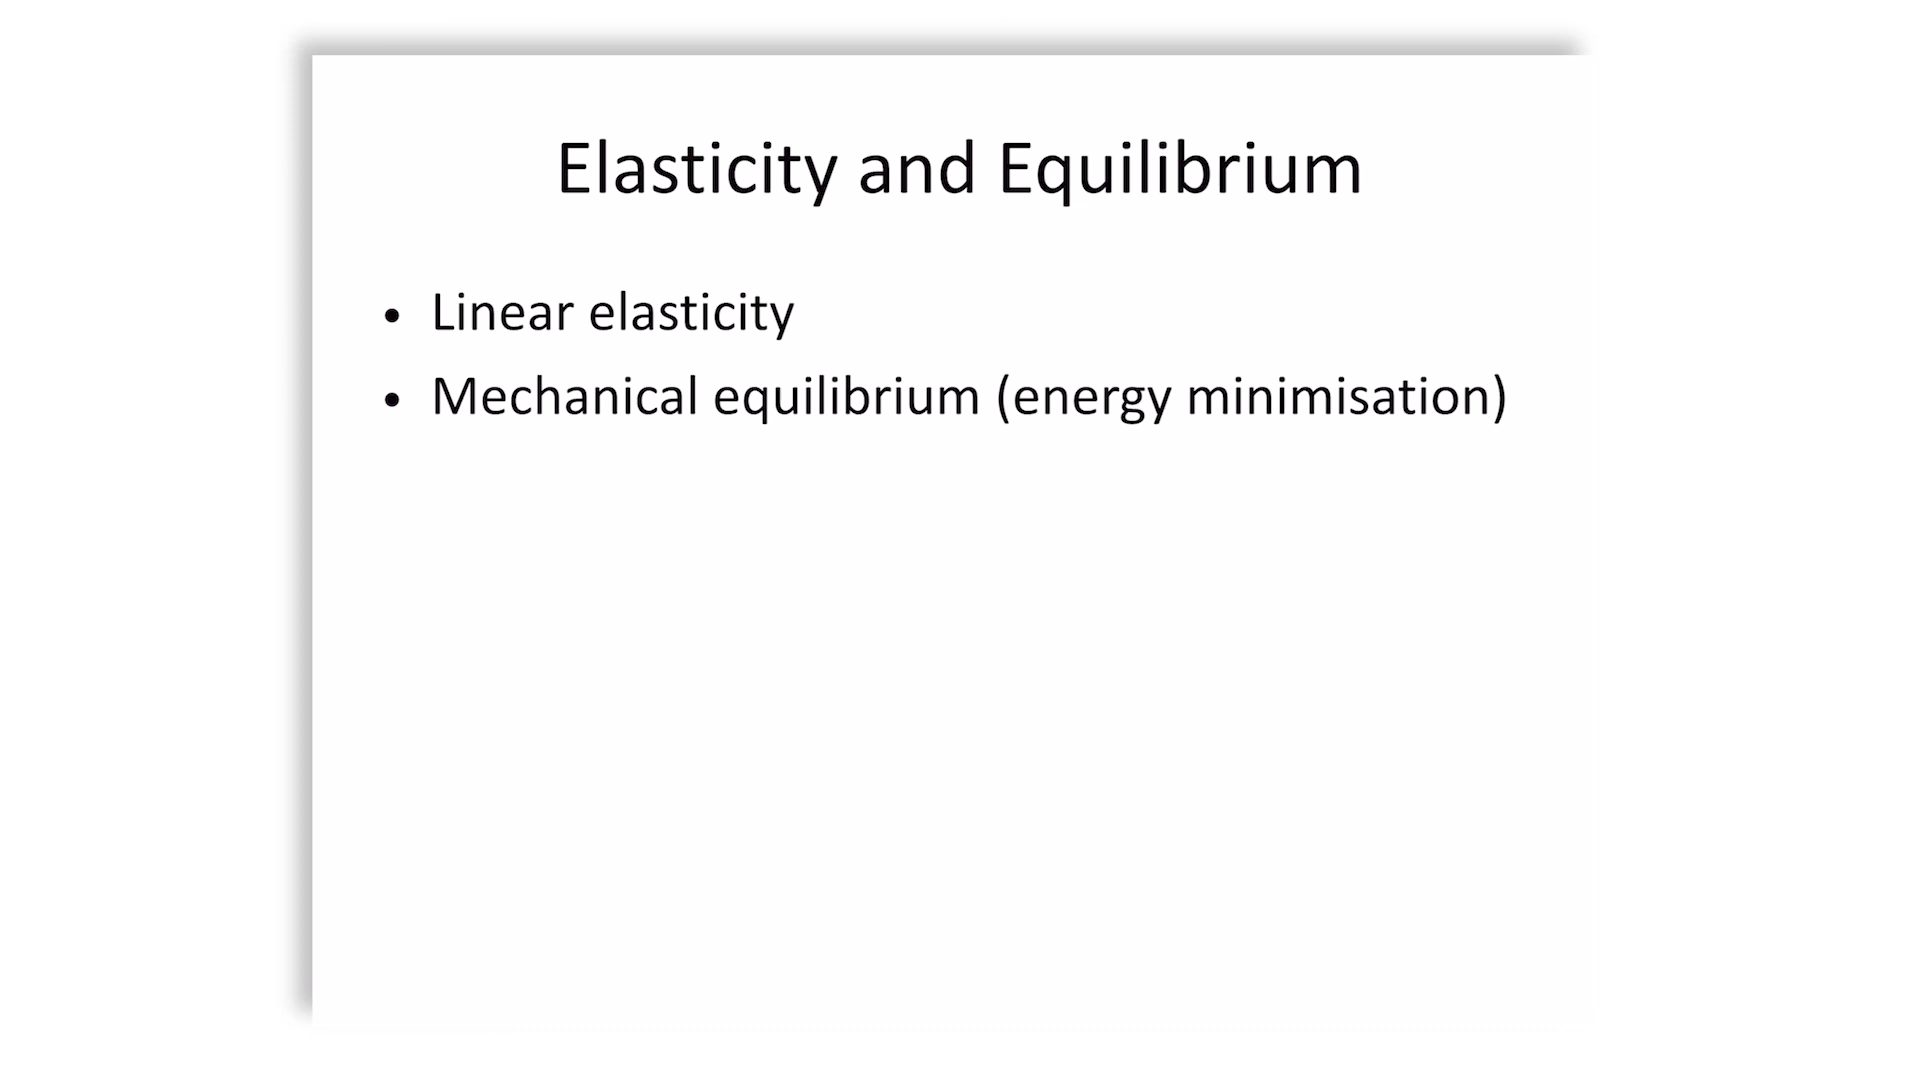 Elasticity and Equilibrium
• Linear elasticity
• Mechanical equilibrium (energy minimisation)